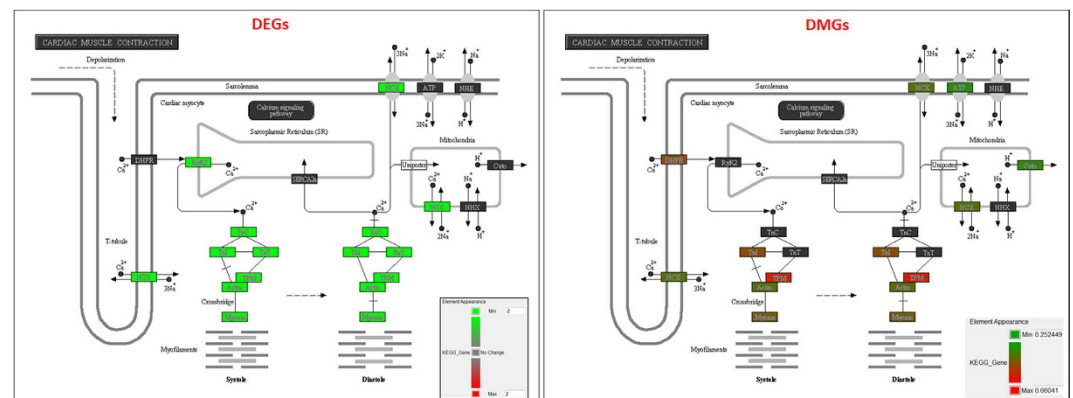 DEGs
CARDIAC MUSCLE CONTRACTION
Depolarization
3Na+
2K+
Na+
Sarcolemma
NCX
ATP
NHE
Cardiac myocyte
Calcium signaling
pathway
3Na+
H+
Sarcoplasmic Reticulum (SR)
Mitochondria
DHPR
RyR2
Ca2+
Ca2+
Uniporter
H+
Cyto
SERCA2a
Ca2+
Na+
NCX
NHX
2Na+
H+
Ca2+
Ca2+
TnC
TnC
T-tubule
TnI
TnT
TnI
TnT
Ca2+
NCX
3Na+
TPM
TPM
Actin
Actin
Crossbridge
Myosin
Myosin
Myofilaments
Systole
Diastole
Element Appearance
Min -2
KEGG_Gene
No Change
Max 2
DMGs
CARDIAC MUSCLE CONTRACTION
Depolarization
3Na+
2K+
Na+
Sarcolemma
NCX
ATP
NHE
Cardiac myocyte
Calcium signaling
pathway
3Na+
H+
Sarcoplasmic Reticulum (SR)
Mitochondria
DHPR
RyR2
Ca2+
Ca2+
Uniporter
H+
Cyto
SERCA2a
Ca2+
Na+
NCX
NHX
2Na+
H+
Ca2+
Ca2+
TnC
TnC
T-tubule
TnI
TnT
TnI
TnT
Ca2+
NCX
3Na+
TPM
TPM
Actin
Actin
Crossbridge
Myosin
Myosin
Myofilaments
Systole
Diastole
Element Appearance
Min 0.252449
KEGG_Gene
Max 0.66041